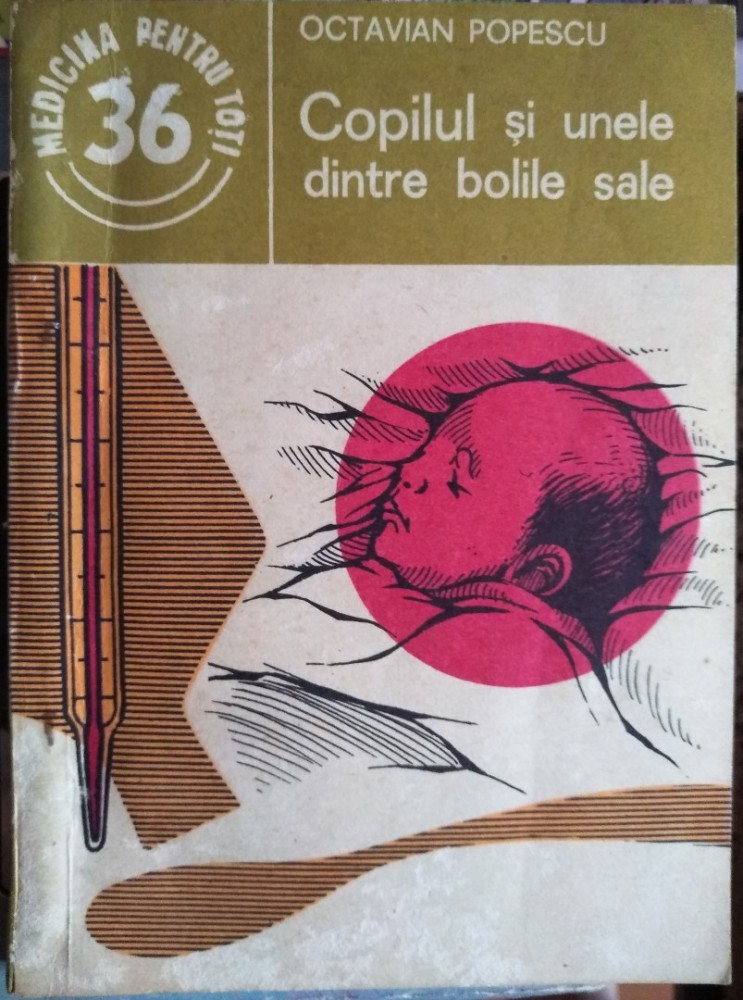 MEDICINA PENTRU TOȚI
36
OCTAVIAN POPESCU
Copilul și unele
dintre bolile sale